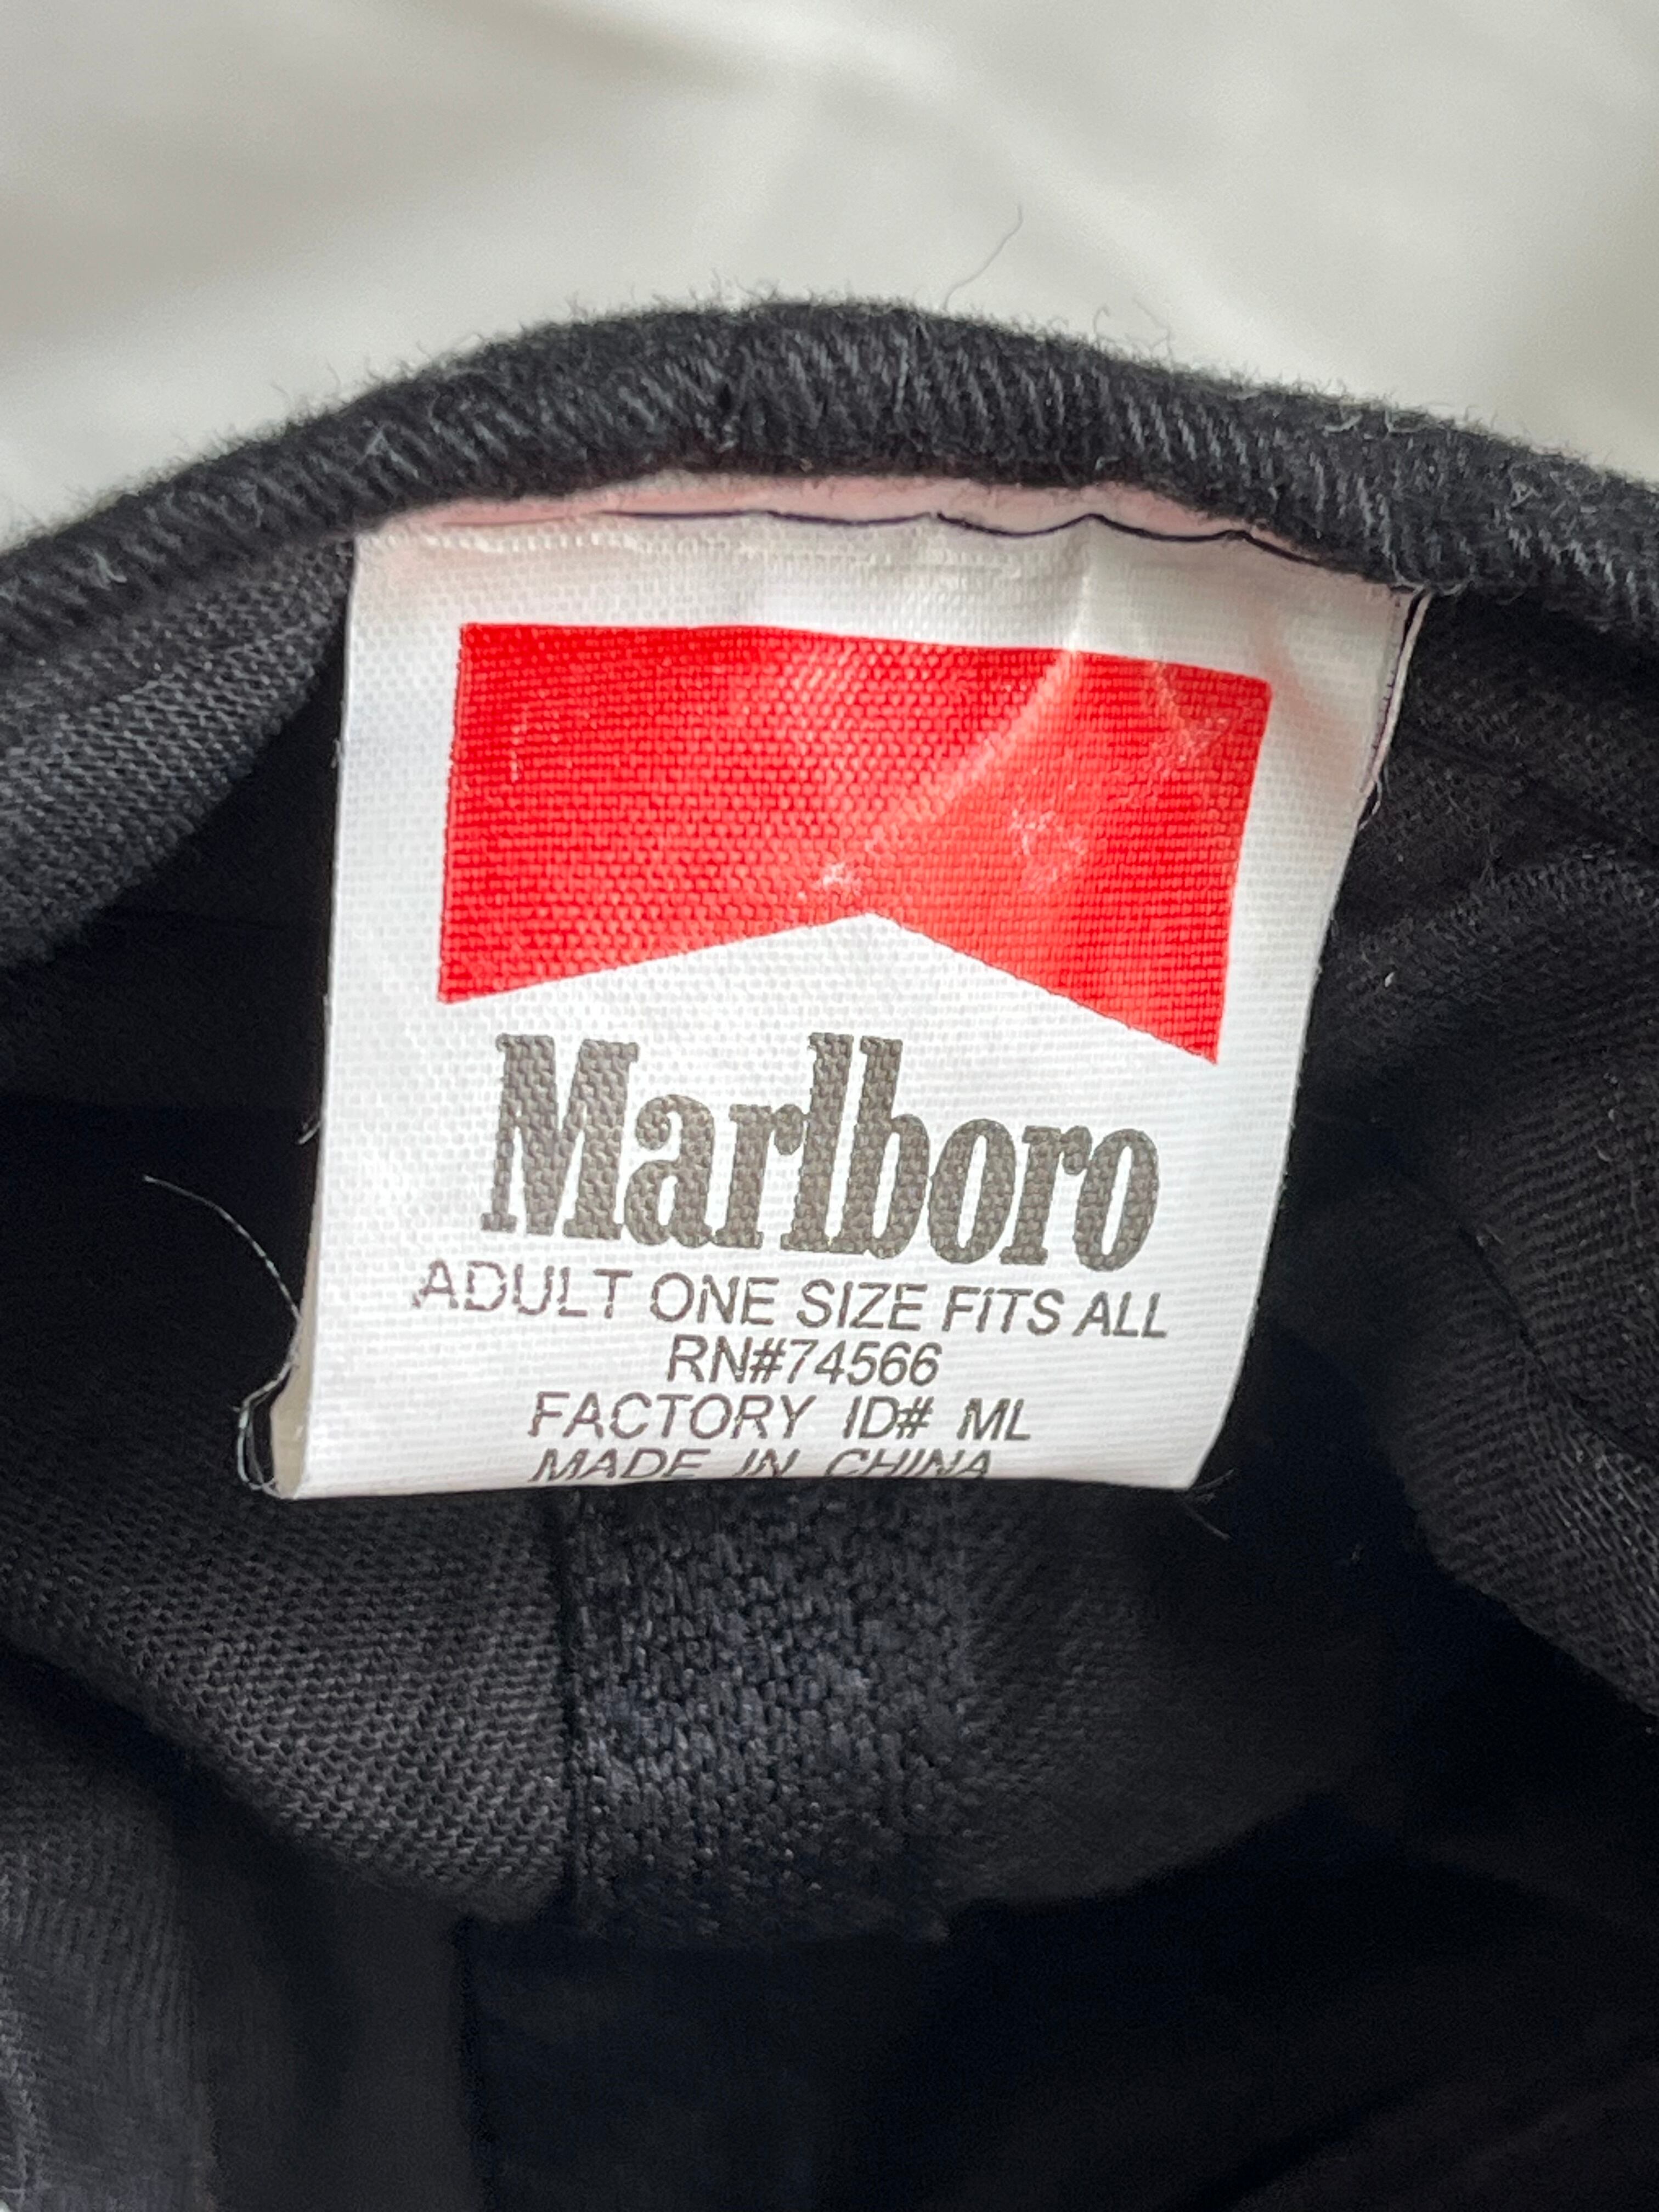 Marlboro
ADULT ONE SIZE FITS ALL
RN#74566
FACTORY ID# ML
MADE IN CHINA